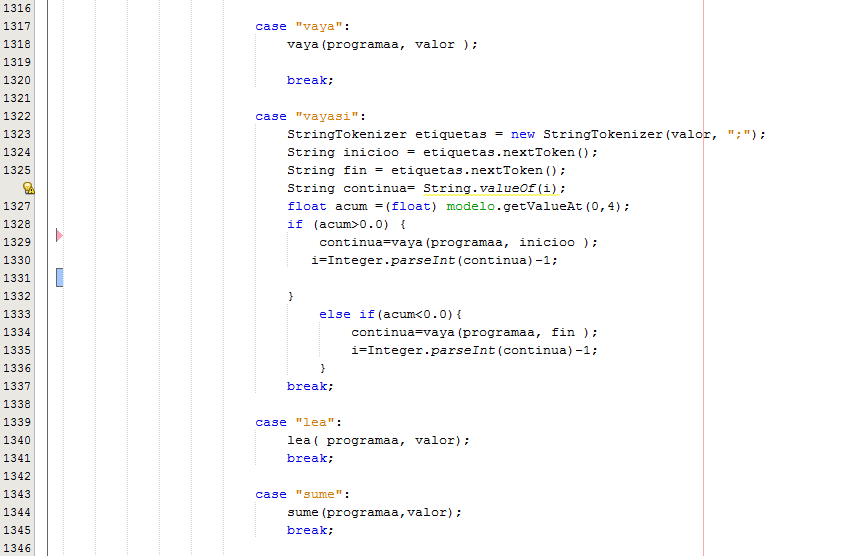 1316
1317 case "vaya":
1318 vaya(programaa, valor );
1319
1320 break;
1321
1322 case "vayasi":
1323 StringTokenizer etiquetas = new StringTokenizer(valor, ";");
1324 String inicioo = etiquetas.nextToken();
1325 String fin = etiquetas.nextToken();
String continua= String.valueOf(i);
1327 float acum =(float) modelo.getValueAt(0,4);
1328 if (acum>0.0) {
1329 continua=vaya(programaa, inicioo );
1330 i=Integer.parseInt(continua)-1;
1331
1332 }
1333 else if(acum<0.0){
1334 continua=vaya(programaa, fin );
1335 i=Integer.parseInt(continua)-1;
1336 }
1337 break;
1338
1339 case "lea":
1340 lea( programaa, valor);
1341 break;
1342
1343 case "sume":
1344 sume(programaa,valor);
1345 break;
1346